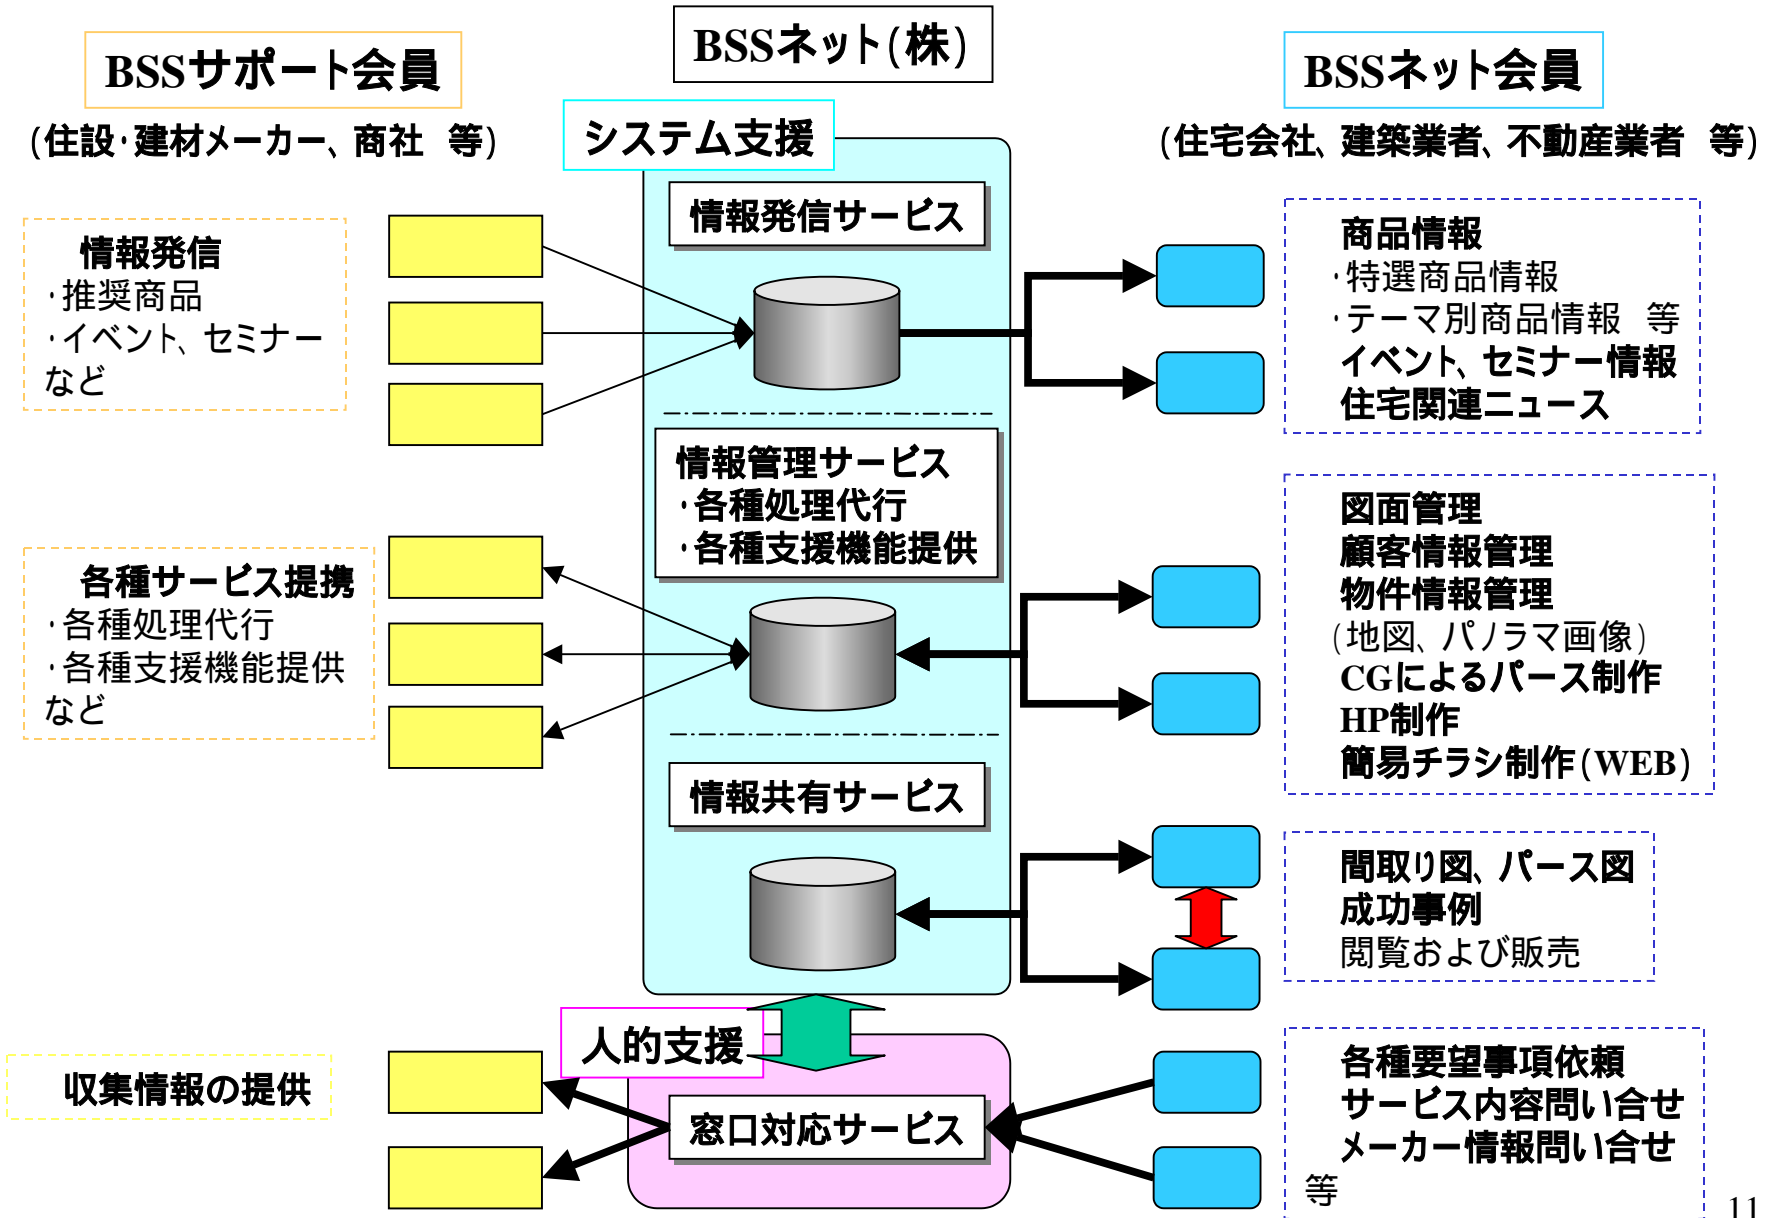 BSSサポート会員
(住設･建材メーカー、商社　等)
BSSネット(株)
BSSネット会員
(住宅会社、建築業者、不動産業者　等)
システム支援
情報発信サービス
情報発信
･推奨商品
･イベント、セミナー
など
商品情報
･特選商品情報
･テーマ別商品情報　等
イベント、セミナー情報
住宅関連ニュース
情報管理サービス
･各種処理代行
･各種支援機能提供
各種サービス提携
･各種処理代行
･各種支援機能提供
など
図面管理
顧客情報管理
物件情報管理
(地図、パノラマ画像)
CGによるパース制作
HP制作
簡易チラシ制作(WEB)
情報共有サービス
間取り図、パース図
成功事例
閲覧および販売
人的支援
収集情報の提供
窓口対応サービス
各種要望事項依頼
サービス内容問い合せ
メーカー情報問い合せ
等
11